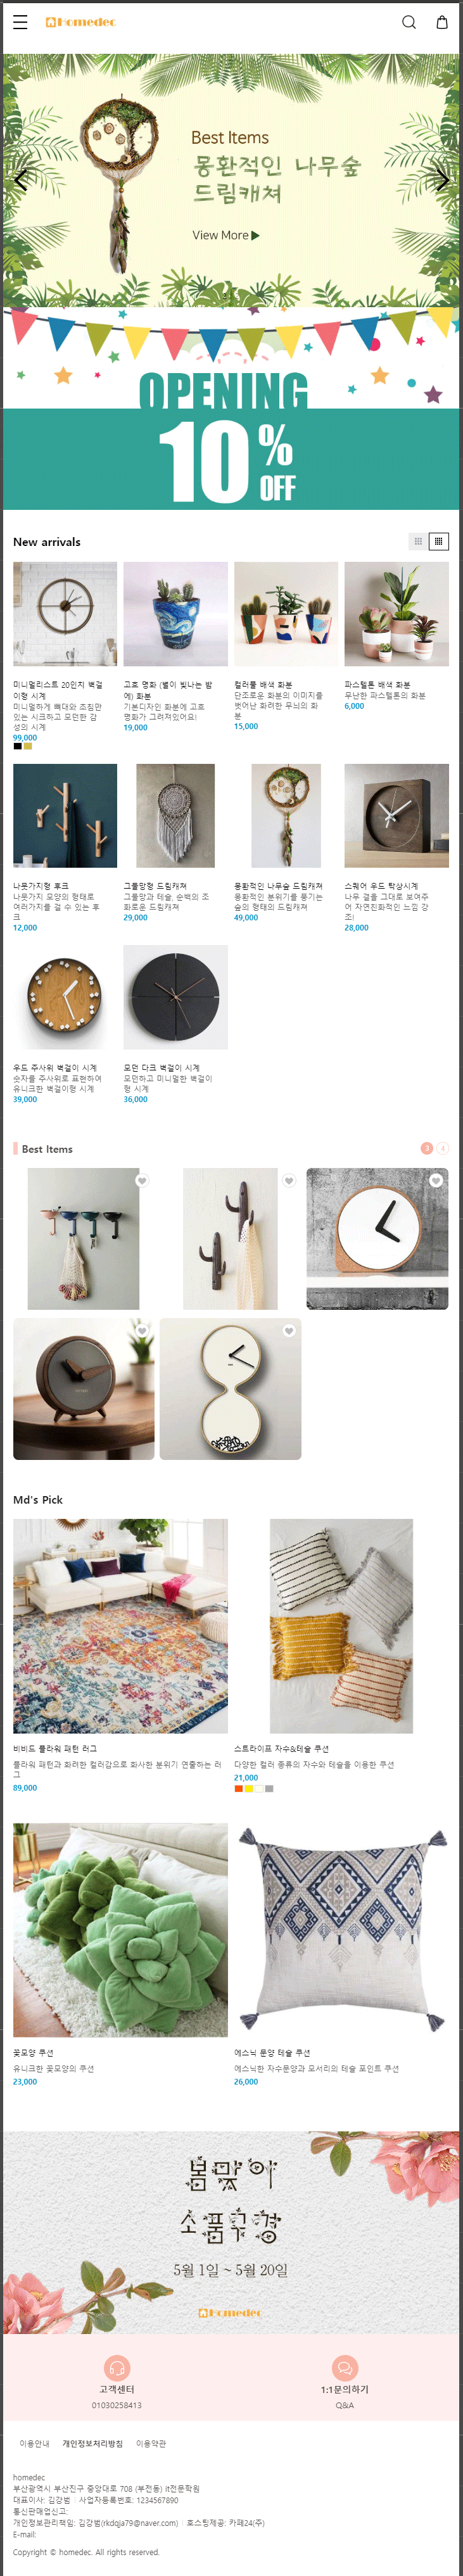 Homedec
Best Items
몽환적인 나무숲
드림캐쳐
View More ▶
OPENING
10%
OFF
New arrivals
미니멀리스트 20인치 벽걸
이형 시계
미니멀하게 뼈대와 초침만
있는 시크하고 모던한 감
성의 시계
99,000
고흐 명화 (별이 빛나는 밤
에) 화분
기본디자인 화분에 고흐
명화가 그려져있어요!
19,000
컬러풀 배색 화분
단조로운 화분의 이미지를
벗어난 화려한 무늬의 화
분
15,000
파스텔톤 배색 화분
무난한 파스텔톤의 화분
6,000
나뭇가지형 후크
나뭇가지 모양의 형태로
여러가지를 걸 수 있는 후
크
12,000
그물망형 드림캐쳐
그물망과 테슬, 순백의 조
화로운 드림캐쳐
29,000
몽환적인 나무숲 드림캐쳐
몽환적인 분위기를 풍기는
숲의 형태의 드림캐쳐
49,000
스퀘어 우드 탁상시계
나무 결을 그대로 보여주
어 자연친화적인 느낌 강
조!
28,000
우드 주사위 벽걸이 시계
숫자를 주사위로 표현하여
유니크한 벽걸이형 시계
39,000
모던 다크 벽걸이 시계
모던하고 미니멀한 벽걸이
형 시계
36,000
Best Items
3 4
Md's Pick
비비드 플라워 패턴 러그
플라워 패턴과 화려한 컬러감으로 화사한 분위기 연출하는 러
그
89,000
스트라이프 자수&테슬 쿠션
다양한 컬러 종류의 자수와 테슬을 이용한 쿠션
21,000
꽃모양 쿠션
유니크한 꽃모양의 쿠션
23,000
에스닉 문양 테슬 쿠션
에스닉한 자수문양과 모서리의 테슬 포인트 쿠션
26,000
봄맞이
소품구경
5월 1일 ~ 5월 20일
Homedec
고객센터
01030258413
1:1문의하기
Q&A
이용안내 개인정보처리방침 이용약관
homedec
부산광역시 부산진구 중앙대로 708 (부전동) it전문학원
대표이사: 김강범 사업자등록번호: 1234567890
통신판매업신고:
개인정보관리책임: 김강범(rkdqja79@naver.com) 호스팅제공: 카페24(주)
E-mail:
Copyright © homedec. All rights reserved.